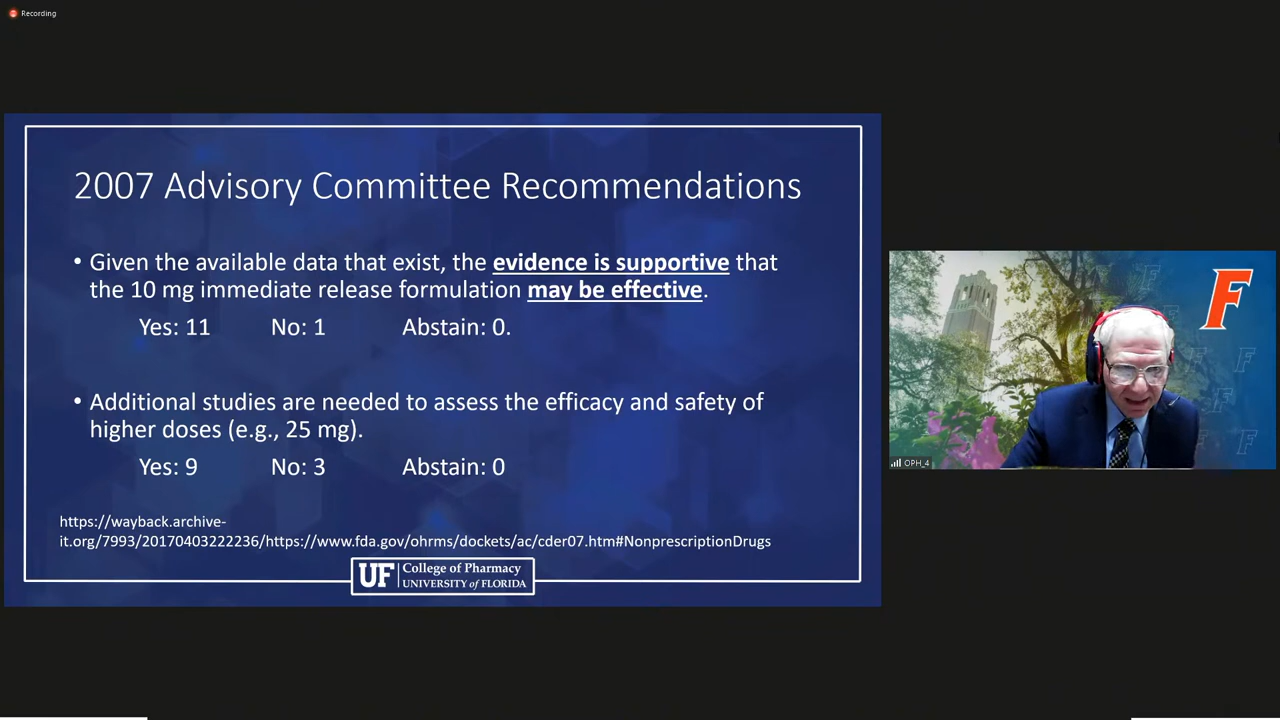 Recording
2007 Advisory Committee Recommendations
• Given the available data that exist, the evidence is supportive that
the 10 mg immediate release formulation may be effective.
Yes: 11 No: 1 Abstain: 0.
• Additional studies are needed to assess the efficacy and safety of
higher doses (e.g., 25 mg).
Yes: 9 No: 3 Abstain: 0
https://wayback.archive-
it.org/7993/20170403222236/https://www.fda.gov/ohrms/dockets/ac/cder07.htm#NonprescriptionDrugs
UF College of Pharmacy
UNIVERSITY of FLORIDA
F
F
F
F
F
F
OPH_4